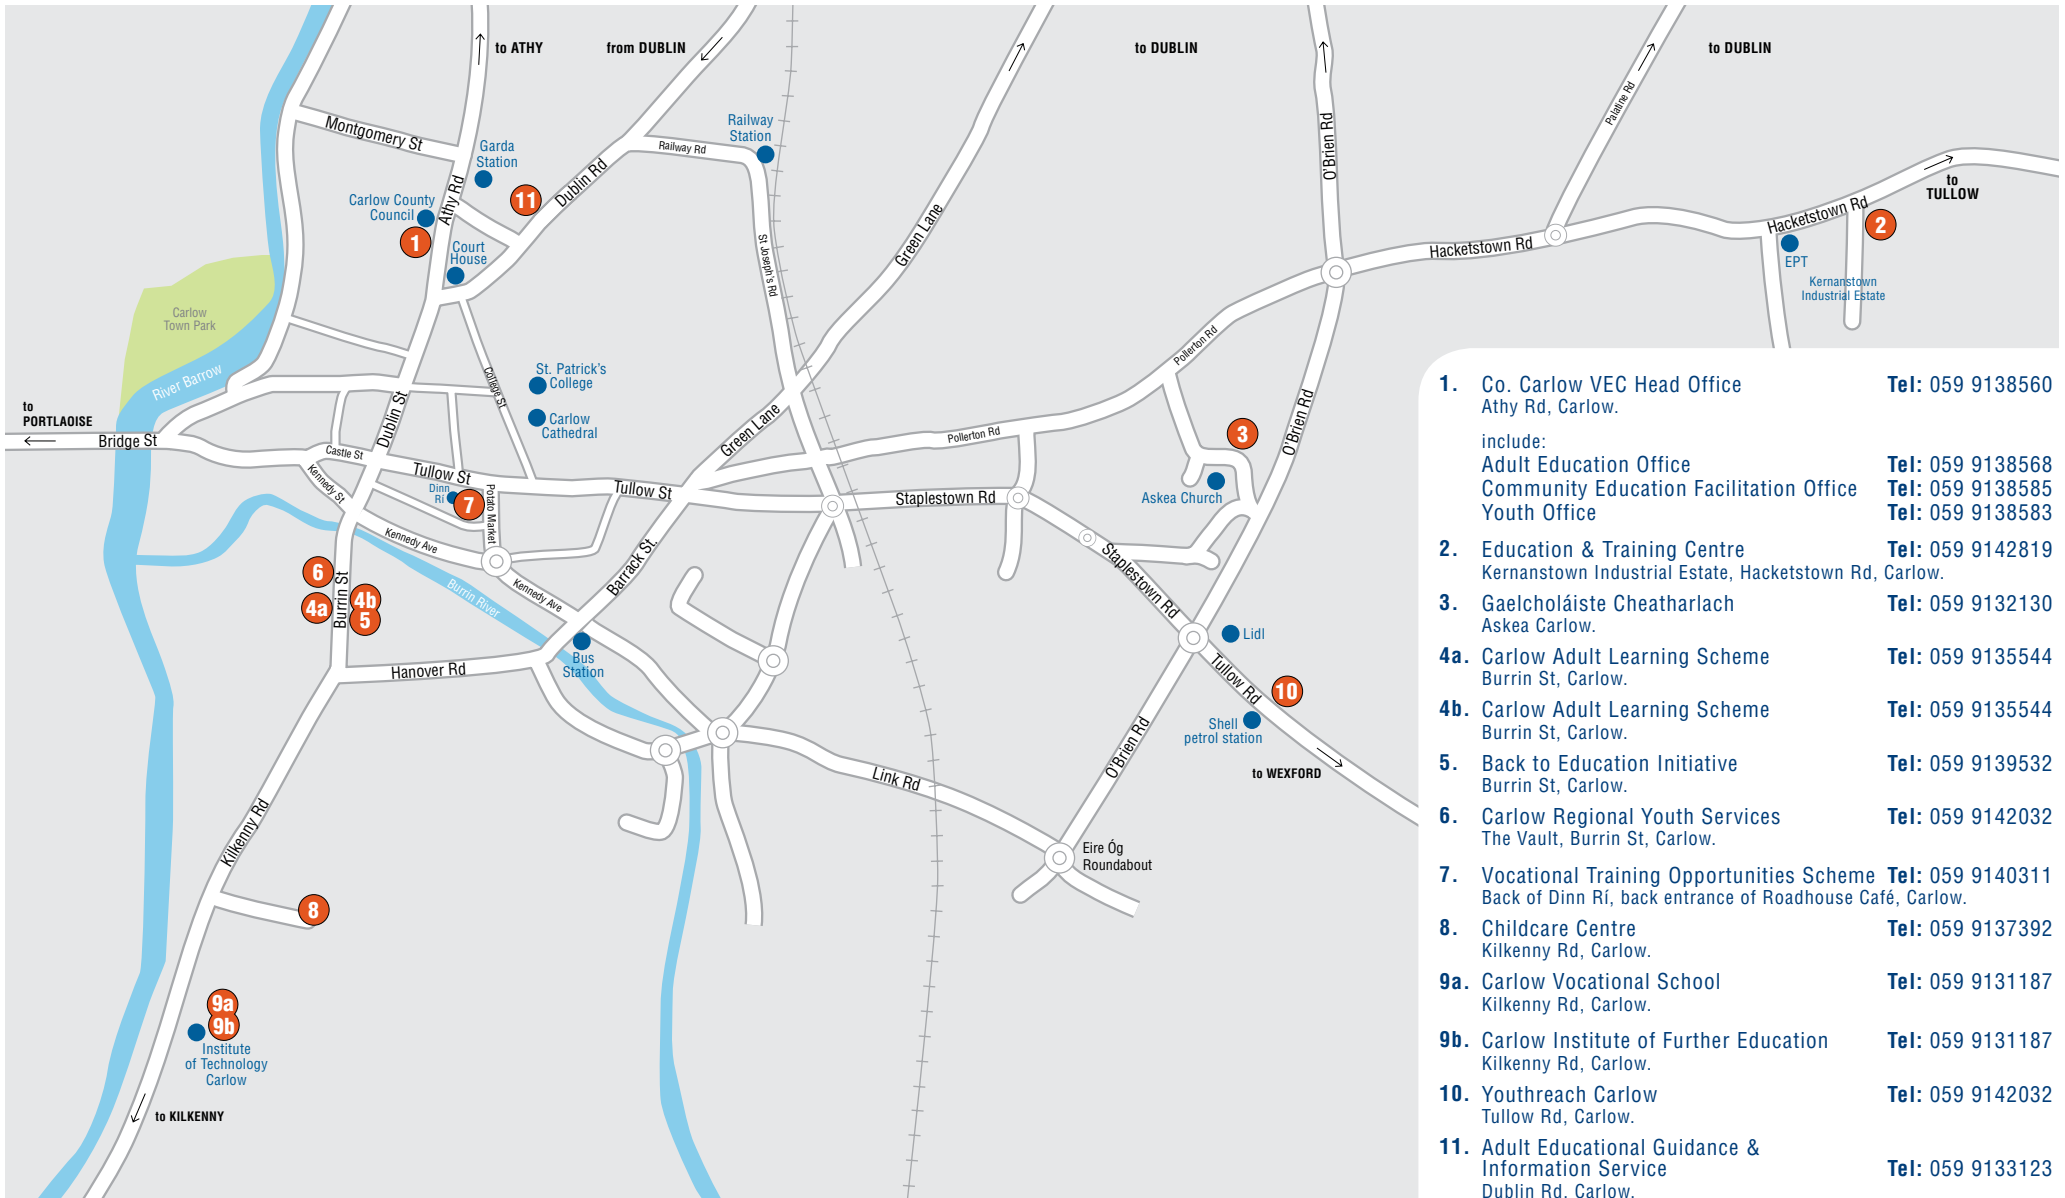 to ATHY
from DUBLIN
to DUBLIN
to DUBLIN
Montgomery St
Garda
Station
Railway
Station
Railway Rd
Dublin Rd
Athy Rd
Carlow County
Council
11
1
Court
House
St Joseph's Rd
Green Lane
O'Brien Rd
Palatine Rd
Hacketstown Rd
Hacketstown Rd
to
TULLOW
2
EPT
Kernanstown
Industrial Estate
Carlow
Town Park
River Barrow
College St
St. Patrick's
College
Carlow
Cathedral
Pollerton Rd
to
PORTLAOISE
Bridge St
Dublin St
Castle St
Kennedy St
Tullow St
Dinn
Rí
7
Potato Market
Tullow St
Green Lane
Pollerton Rd
Staplestown Rd
3
Askea Church
O'Brien Rd
Kennedy Ave
Kennedy Ave
Burrin River
Barrack St.
Staplestown Rd
6
4a
Burrin St
4b
5
Hanover Rd
Bus
Station
Lidl
Tullow Rd
10
Shell
petrol station
to WEXFORD
O'Brien Rd
Link Rd
Eire Óg
Roundabout
Kilkenny Rd
8
9a
9b
Institute
of Technology
Carlow
to KILKENNY
1. Co. Carlow VEC Head Office Tel: 059 9138560
Athy Rd, Carlow.
include:
Adult Education Office Tel: 059 9138568
Community Education Facilitation Office Tel: 059 9138585
Youth Office Tel: 059 9138583
2. Education & Training Centre Tel: 059 9142819
Kernanstown Industrial Estate, Hacketstown Rd, Carlow.
3. Gaelcholáiste Cheatharlach Tel: 059 9132130
Askea Carlow.
4a. Carlow Adult Learning Scheme Tel: 059 9135544
Burrin St, Carlow.
4b. Carlow Adult Learning Scheme Tel: 059 9135544
Burrin St, Carlow.
5. Back to Education Initiative Tel: 059 9139532
Burrin St, Carlow.
6. Carlow Regional Youth Services Tel: 059 9142032
The Vault, Burrin St, Carlow.
7. Vocational Training Opportunities Scheme Tel: 059 9140311
Back of Dinn Rí, back entrance of Roadhouse Café, Carlow.
8. Childcare Centre Tel: 059 9137392
Kilkenny Rd, Carlow.
9a. Carlow Vocational School Tel: 059 9131187
Kilkenny Rd, Carlow.
9b. Carlow Institute of Further Education Tel: 059 9131187
Kilkenny Rd, Carlow.
10. Youthreach Carlow Tel: 059 9142032
Tullow Rd, Carlow.
11. Adult Educational Guidance &
Information Service Tel: 059 9133123
Dublin Rd, Carlow.